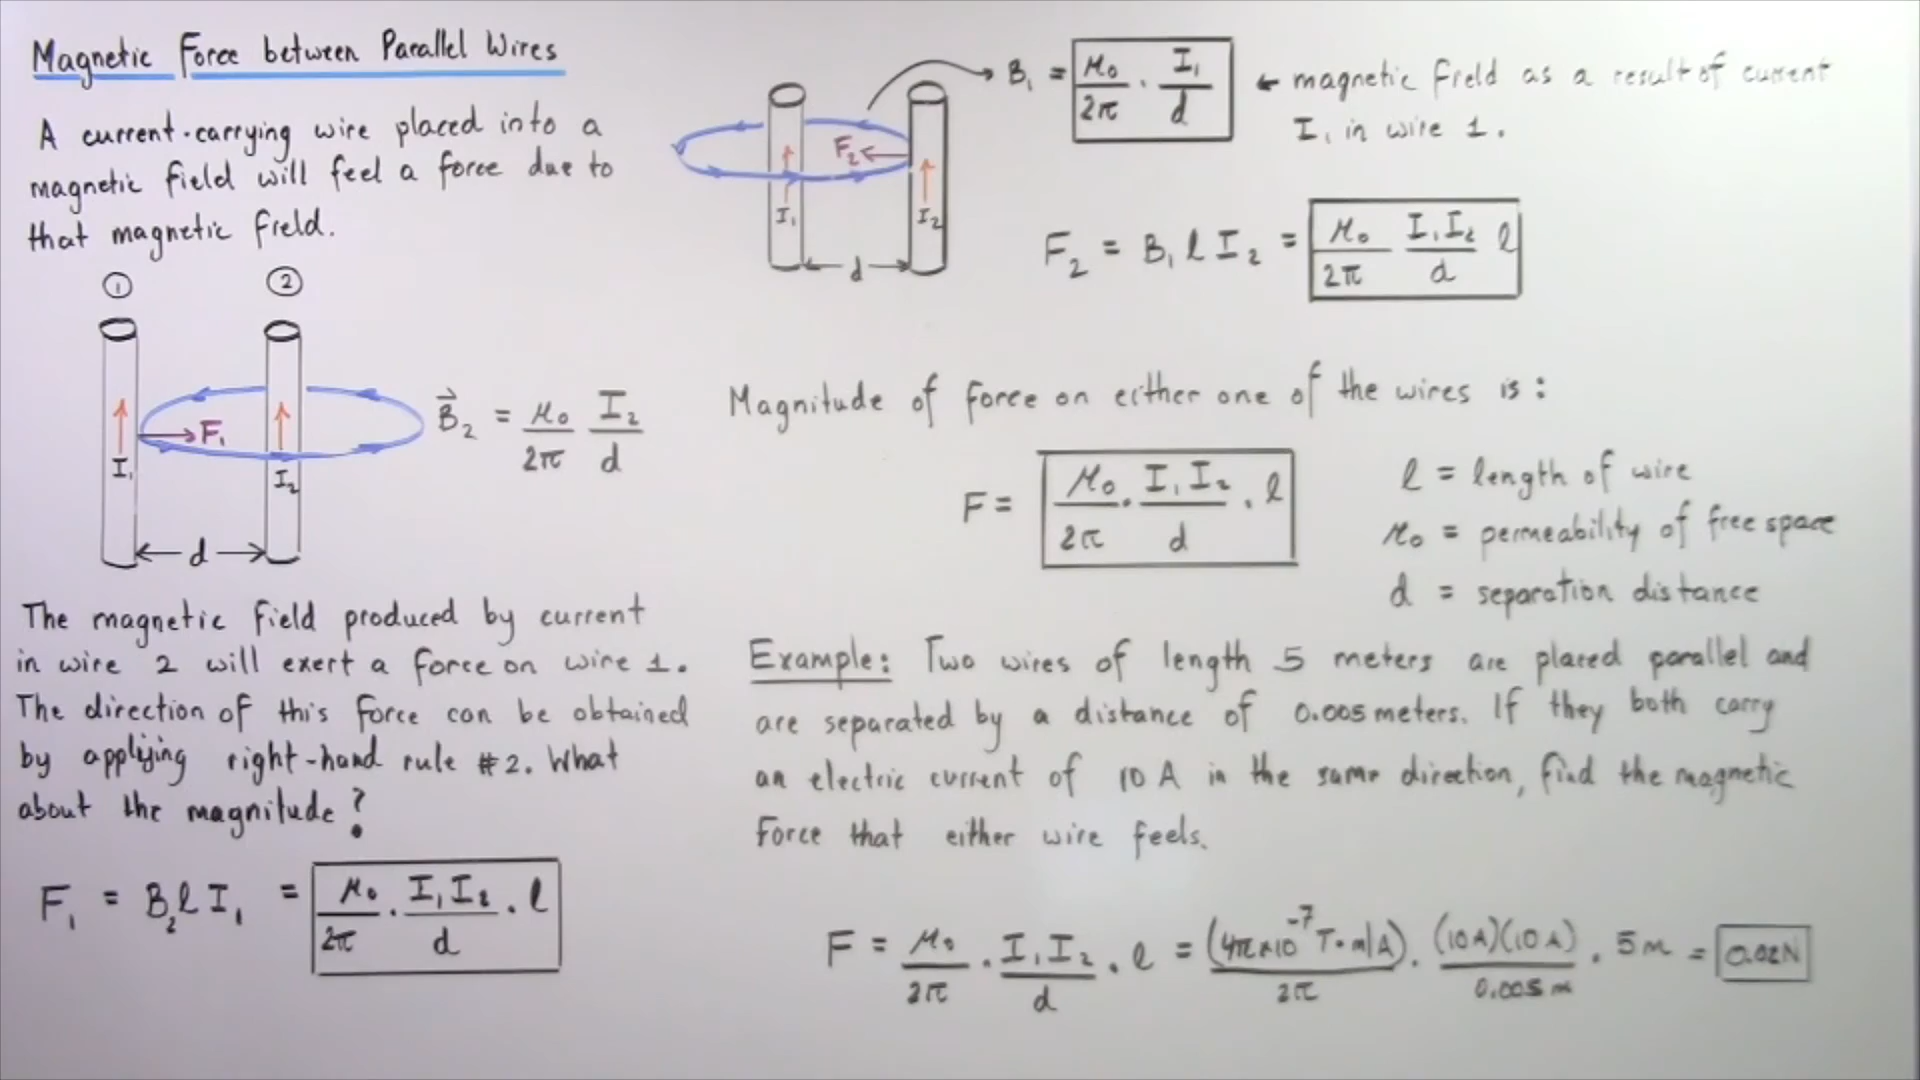 Magnetic Force between Parallel Wires
A current-carrying wire placed into a
magnetic field will feel a force due to
that magnetic field.
① ②
F₁
I₁ I₂
d
B⃗₂ = μ₀/2π I₂/d
The magnetic field produced by current
in wire 2 will exert a force on wire 1.
The direction of this force can be obtained
by applying right-hand rule #2. What
about the magnitude?
F₁ = B₂ℓI₁ = μ₀/2π · I₁I₂/d · ℓ
F₂
I₁ I₂
d
B₁ = μ₀/2π · I₁/d ← magnetic field as a result of current
I₁ in wire 1.
F₂ = B₁ℓI₂ = μ₀/2π I₁I₂/d ℓ
Magnitude of force on either one of the wires is:
F = μ₀/2π · I₁I₂/d · ℓ
ℓ = length of wire
μ₀ = permeability of free space
d = separation distance
Example: Two wires of length 5 meters are placed parallel and
are separated by a distance of 0.005 meters. If they both carry
an electric current of 10 A in the same direction, find the magnetic
force that either wire feels.
F = μ₀/2π · I₁I₂/d · ℓ = (4π×10⁻⁷ T·m/A)/2π · (10A)(10A)/0.005 m · 5m = 0.02N